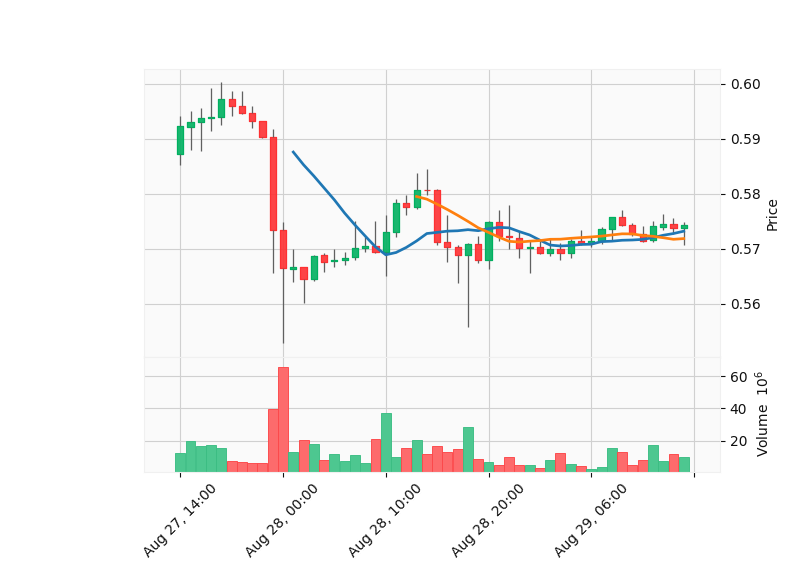 0.60
0.59
0.58
0.57
0.56
Price
60
40
20
Volume 10^6
Aug 27, 14:00
Aug 28, 00:00
Aug 28, 10:00
Aug 28, 20:00
Aug 29, 06:00